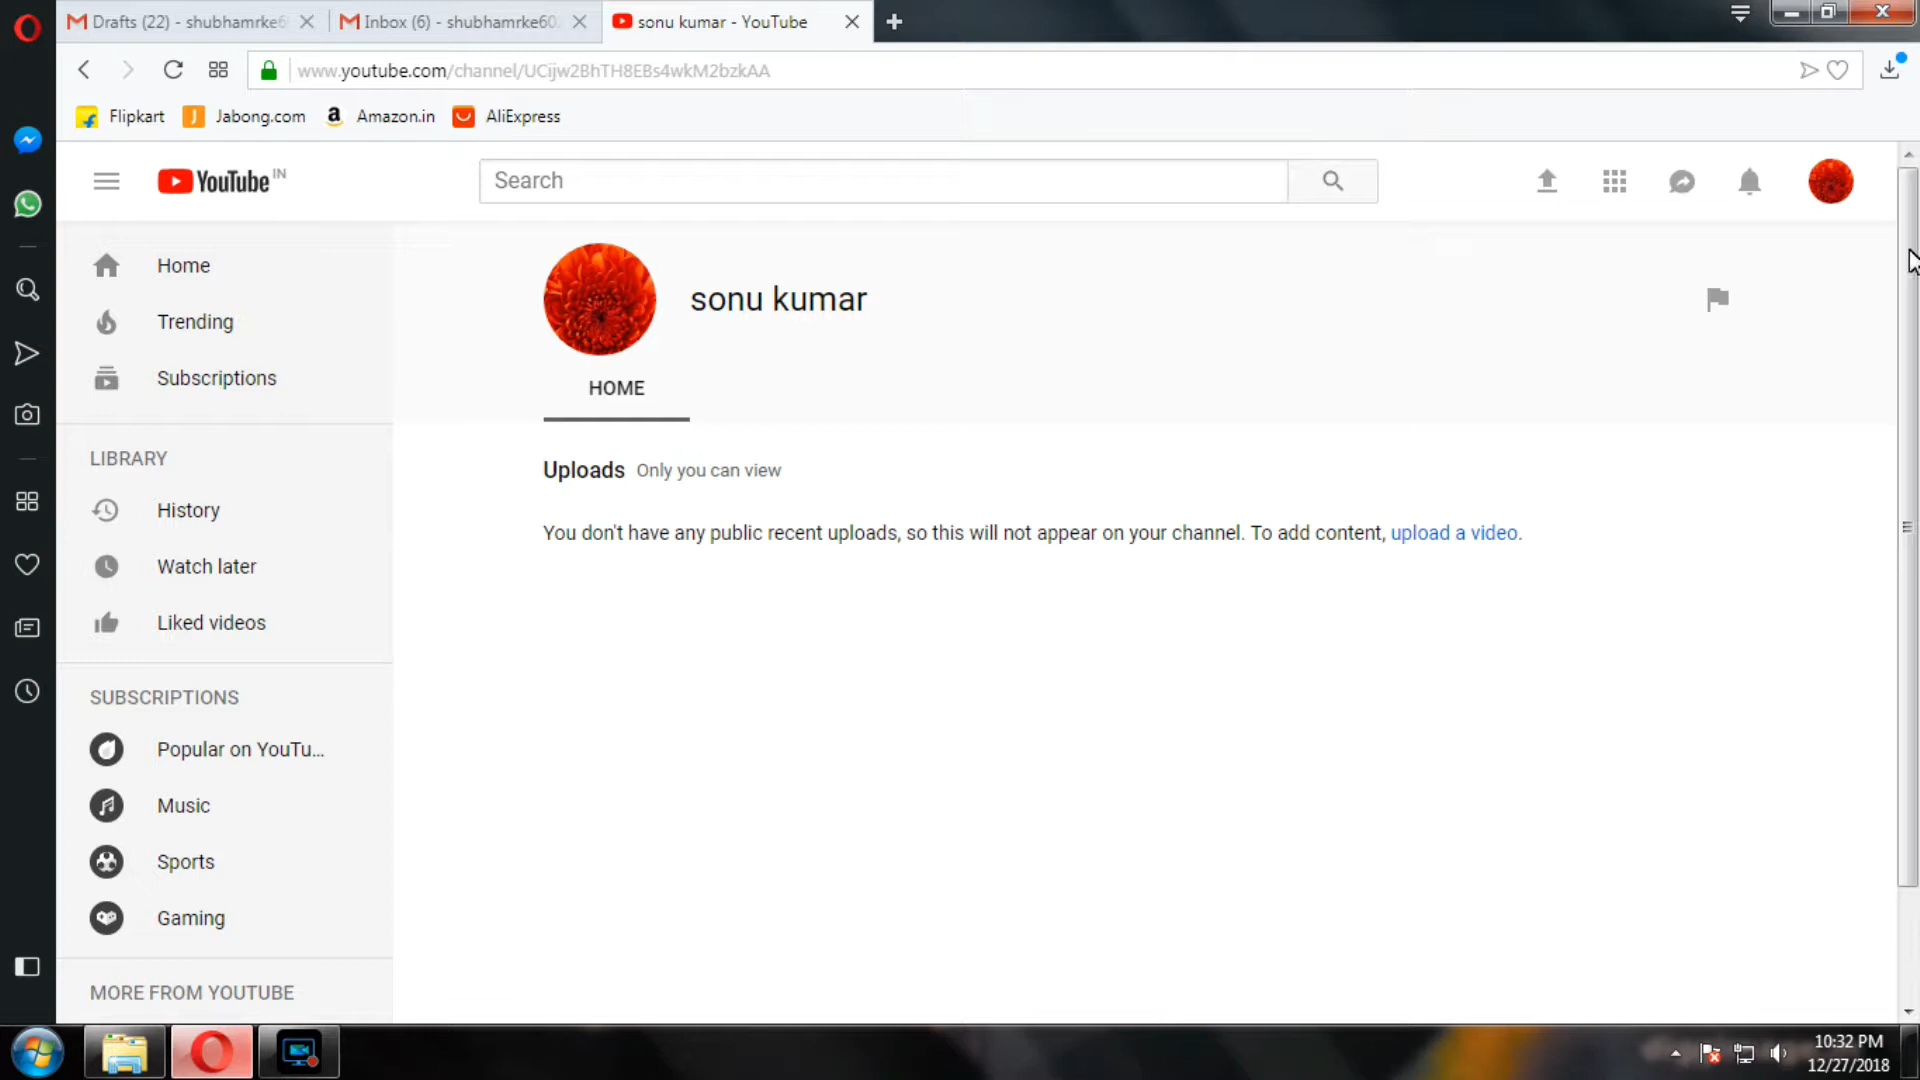 Drafts (22) - shubhamrke6
Inbox (6) - shubhamrke60
sonu kumar - YouTube
www.youtube.com/channel/UCijw2BhTH8EBs4wkM2bzkAA
Flipkart
Jabong.com
Amazon.in
AliExpress
YouTube IN
Search
Home
Trending
Subscriptions
LIBRARY
History
Watch later
Liked videos
SUBSCRIPTIONS
Popular on YouTu...
Music
Sports
Gaming
MORE FROM YOUTUBE
sonu kumar
HOME
Uploads Only you can view
You don't have any public recent uploads, so this will not appear on your channel. To add content, upload a video.
10:32 PM
12/27/2018